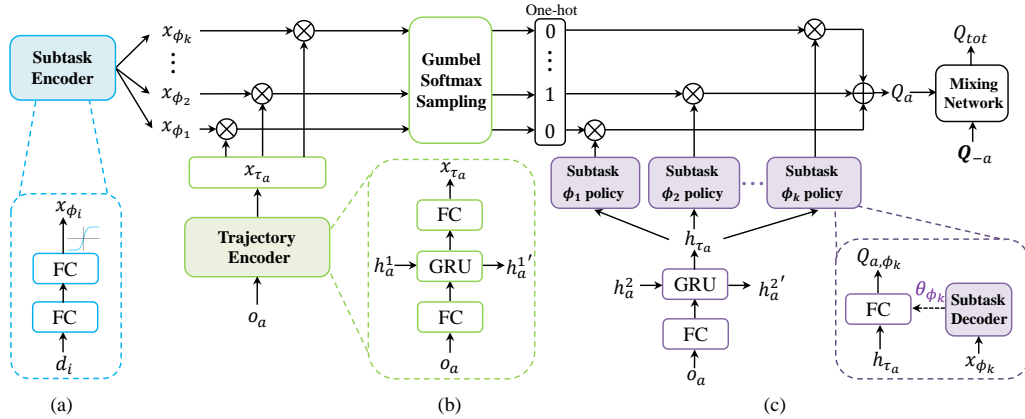 Subtask
Encoder
x_{ϕ_k}
⋮
x_{ϕ_2}
x_{ϕ_1}
Gumbel
Softmax
Sampling
One-hot
0
⋮
1
0
Q_a
Q_{tot}
Mixing
Network
Q_{-a}
x_{τ_a}
Trajectory
Encoder
o_a
x_{ϕ_i}
FC
FC
d_i
x_{τ_a}
FC
h_a^1
GRU
h_a^{1'}
FC
o_a
Subtask
ϕ_1 policy
Subtask
ϕ_2 policy
...
Subtask
ϕ_k policy
h_{τ_a}
h_a^2
GRU
h_a^{2'}
FC
o_a
Q_{a,ϕ_k}
FC
θ_{ϕ_k}
Subtask
Decoder
h_{τ_a}
x_{ϕ_k}
(a)
(b)
(c)